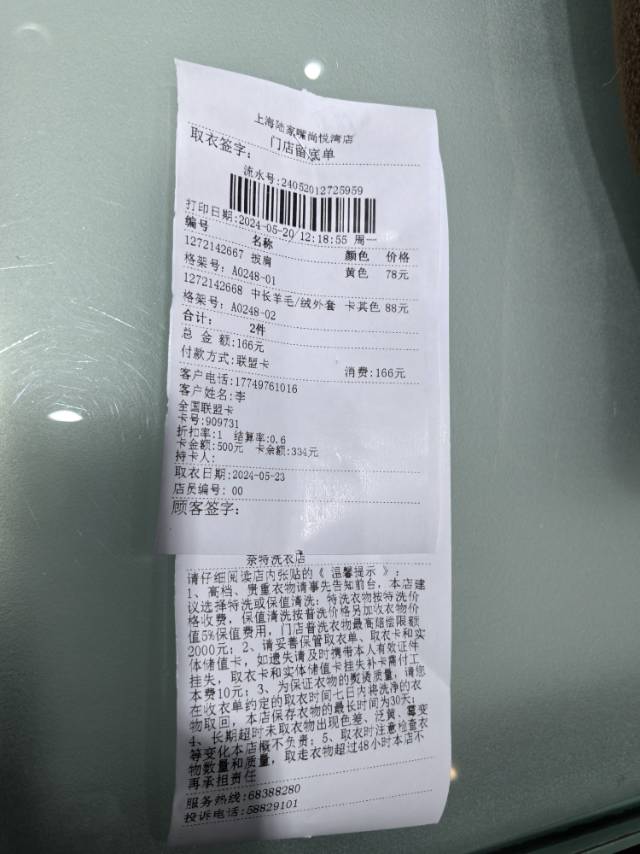 上海陆家嘴尚悦湾店
门店留底单
取衣签字:
流水号:24052012725959
打印日期:2024-05-20/12:18:55 周一
编号 名称 颜色 价格
1272142667 披肩 黄色 78元
格架号: A0248-01
1272142668 中长羊毛/绒外套 卡其色 88元
格架号: A0248-02
合计: 2件
总 金 额:166元
付款方式:联盟卡 消费:166元
客户电话:17749761016
客户姓名:李
全国联盟卡
卡号:909731
折扣率:1 结算率:0.6
卡金额:500元 卡余额:334元
持卡人:
取衣日期:2024-05-23
店员编号: 00
顾客签字:
奈特洗衣店
请仔细阅读店内张贴的《 温馨提示 》:
1、高档、贵重衣物请事先告知前台，本店建
议选择特洗或保值清洗；特洗衣物按特洗价
格收费，保值清洗按普洗价格另加收衣物价
值5%保值费用，门店普洗衣物最高赔偿限额
2000元；2、请妥善保管取衣单、取衣卡和实
体储值卡，如遗失请及时携带本人有效证件
挂失，取衣卡和实体储值卡挂失补卡需付工
本费10元；3、为保证衣物的熨烫质量，请您
在收衣单约定的取衣时间七日内将洗净的衣
物取回，本店保存衣物的最长时间为30天；
4、长期超时未取衣物出现色差、泛黄、霉变
等变化本店概不负责；5、取衣时注意检查衣
物数量和质量，取走衣物超过48小时本店不
再承担责任
服务热线:68388280
投诉电话:58829101